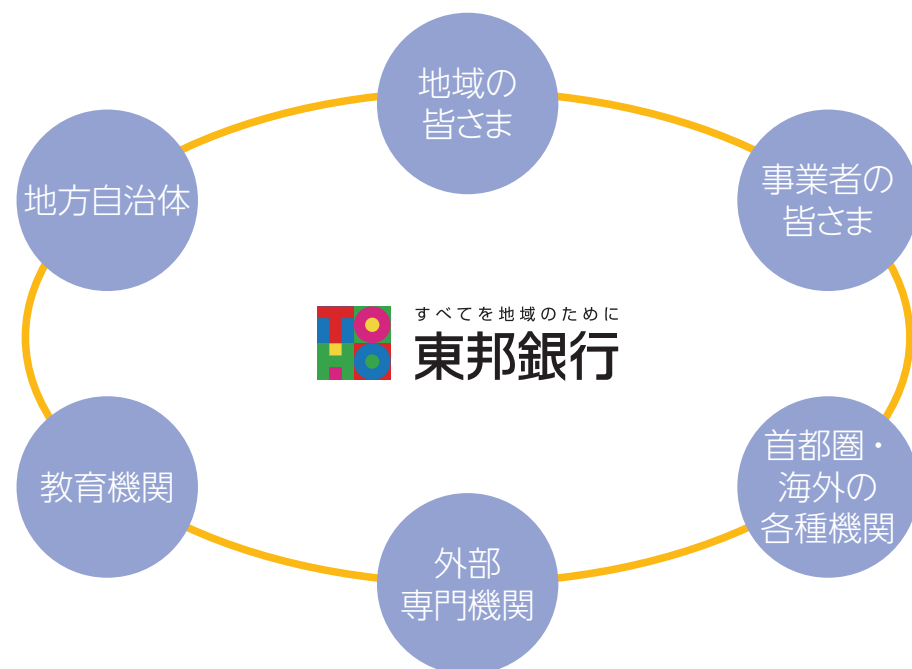 地域の
皆さま
地方自治体
事業者の
皆さま
TOHO
すべてを地域のために
東邦銀行
教育機関
首都圏・
海外の
各種機関
外部
専門機関